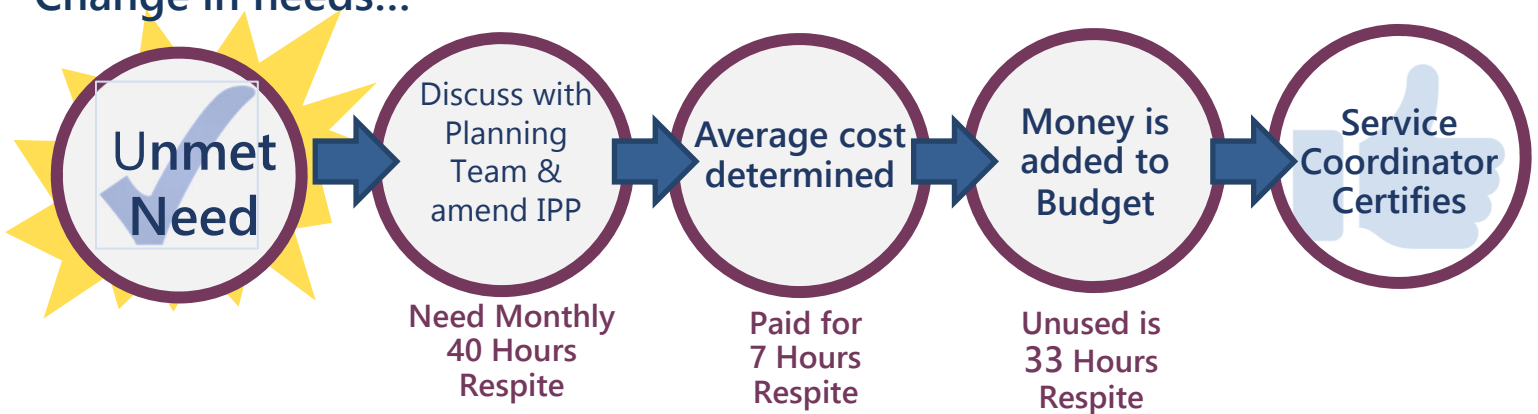 Change in needs...
Unmet
Need
Discuss with
Planning
Team &
amend IPP
Average cost
determined
Money is
added to
Budget
Service
Coordinator
Certifies
Need Monthly
40 Hours
Respite
Paid for
7 Hours
Respite
Unused is
33 Hours
Respite